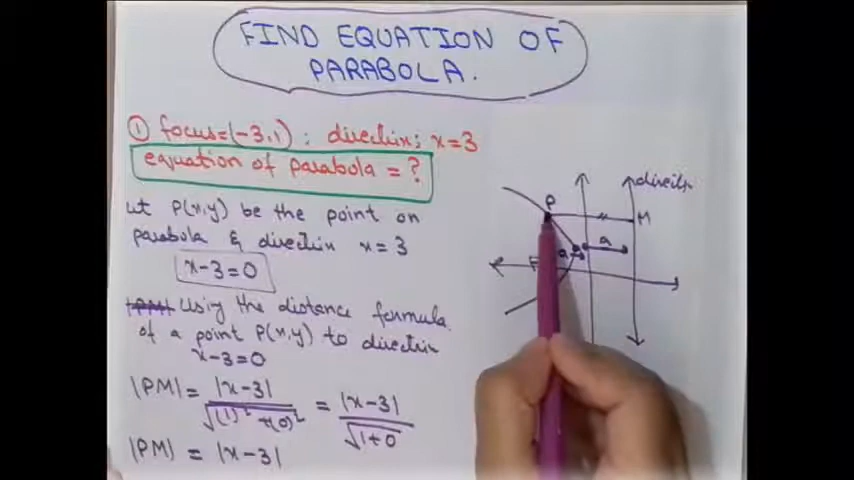 FIND EQUATION OF
PARABOLA.
① focus=(-3,1) ; directrix; x=3
equation of parabola = ?
Let P(x,y) be the point on
parabola & directrix x=3
x-3=0
|PM| Using the distance formula
of a point P(x,y) to directrix
x-3=0
|PM| = |x-3| / √(1)²+(0)² = |x-3| / √1+0
|PM| = |x-3|
directrix
P
M
a
a
F